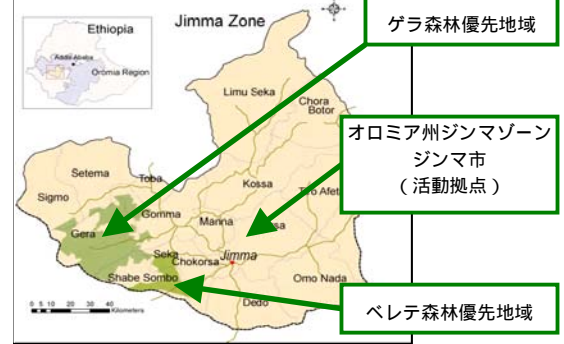 Jimma Zone
Ethiopia
Addis Ababa
Oromia Region
Limu Seka
Chora
Botor
Setema
Toba
Sigmo
Kossa
Gomma
Manna
Gera
Seka
Chokorsa
Jimma
Shabe Sombo
Omo Nada
Dedo
0 5 10 20 30 40
Kilometers
ゲラ森林優先地域
オロミア州ジンマゾーン
ジンマ市
(活動拠点)
ベレテ森林優先地域